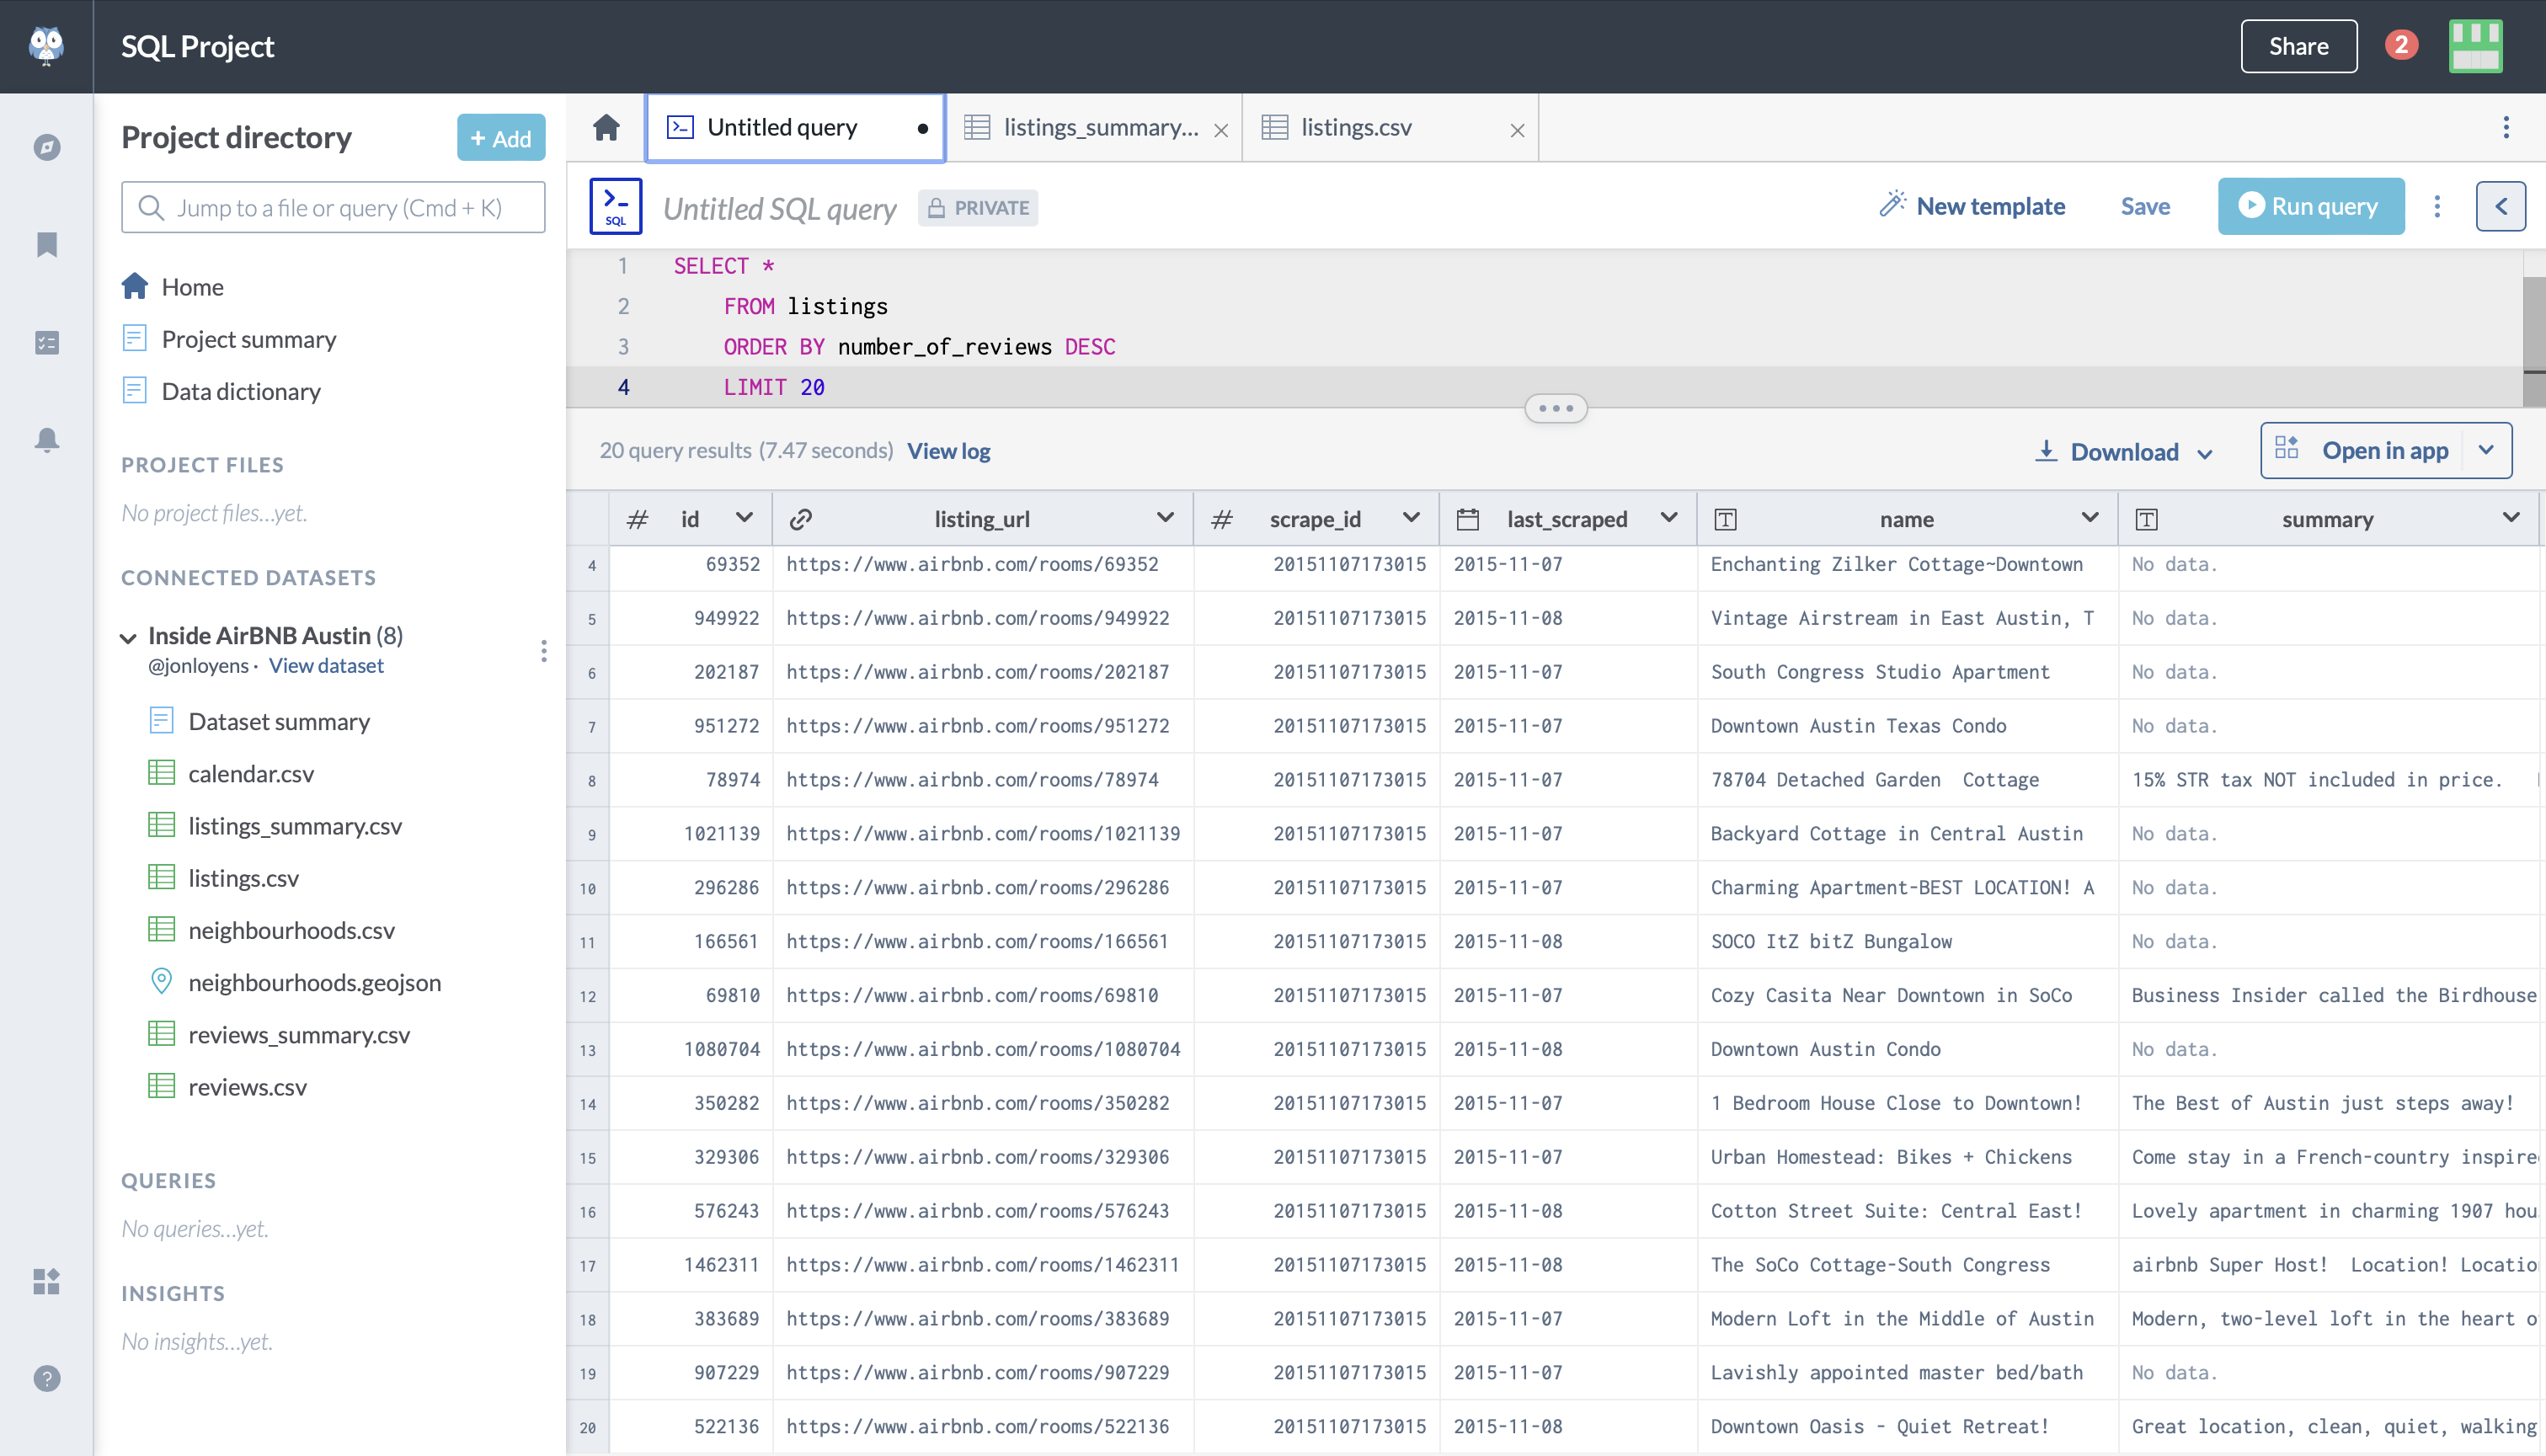 SQL Project
Share
2
Project directory
+ Add
Jump to a file or query (Cmd + K)
Home
Project summary
Data dictionary
PROJECT FILES
No project files...yet.
CONNECTED DATASETS
Inside AirBNB Austin (8)
@jonloyens · View dataset
Dataset summary
calendar.csv
listings_summary.csv
listings.csv
neighbourhoods.csv
neighbourhoods.geojson
reviews_summary.csv
reviews.csv
QUERIES
No queries...yet.
INSIGHTS
No insights...yet.
?
Untitled query
listings_summary...
listings.csv
SQL
Untitled SQL query
PRIVATE
New template
Save
Run query
1 SELECT *
2 FROM listings
3 ORDER BY number_of_reviews DESC
4 LIMIT 20
20 query results (7.47 seconds) View log
Download
Open in app
# id listing_url # scrape_id last_scraped T name T summary
4 69352 https://www.airbnb.com/rooms/69352 20151107173015 2015-11-07 Enchanting Zilker Cottage~Downtown No data.
5 949922 https://www.airbnb.com/rooms/949922 20151107173015 2015-11-08 Vintage Airstream in East Austin, T No data.
6 202187 https://www.airbnb.com/rooms/202187 20151107173015 2015-11-07 South Congress Studio Apartment No data.
7 951272 https://www.airbnb.com/rooms/951272 20151107173015 2015-11-07 Downtown Austin Texas Condo No data.
8 78974 https://www.airbnb.com/rooms/78974 20151107173015 2015-11-07 78704 Detached Garden  Cottage 15% STR tax NOT included in price.
9 1021139 https://www.airbnb.com/rooms/1021139 20151107173015 2015-11-07 Backyard Cottage in Central Austin No data.
10 296286 https://www.airbnb.com/rooms/296286 20151107173015 2015-11-07 Charming Apartment-BEST LOCATION! A No data.
11 166561 https://www.airbnb.com/rooms/166561 20151107173015 2015-11-08 SOCO ItZ bitZ Bungalow No data.
12 69810 https://www.airbnb.com/rooms/69810 20151107173015 2015-11-07 Cozy Casita Near Downtown in SoCo Business Insider called the Birdhouse
13 1080704 https://www.airbnb.com/rooms/1080704 20151107173015 2015-11-08 Downtown Austin Condo No data.
14 350282 https://www.airbnb.com/rooms/350282 20151107173015 2015-11-07 1 Bedroom House Close to Downtown! The Best of Austin just steps away!
15 329306 https://www.airbnb.com/rooms/329306 20151107173015 2015-11-07 Urban Homestead: Bikes + Chickens Come stay in a French-country inspire
16 576243 https://www.airbnb.com/rooms/576243 20151107173015 2015-11-08 Cotton Street Suite: Central East! Lovely apartment in charming 1907 hou
17 1462311 https://www.airbnb.com/rooms/1462311 20151107173015 2015-11-08 The SoCo Cottage-South Congress airbnb Super Host!  Location! Locatio
18 383689 https://www.airbnb.com/rooms/383689 20151107173015 2015-11-07 Modern Loft in the Middle of Austin Modern, two-level loft in the heart o
19 907229 https://www.airbnb.com/rooms/907229 20151107173015 2015-11-07 Lavishly appointed master bed/bath No data.
20 522136 https://www.airbnb.com/rooms/522136 20151107173015 2015-11-08 Downtown Oasis - Quiet Retreat! Great location, clean, quiet, walking